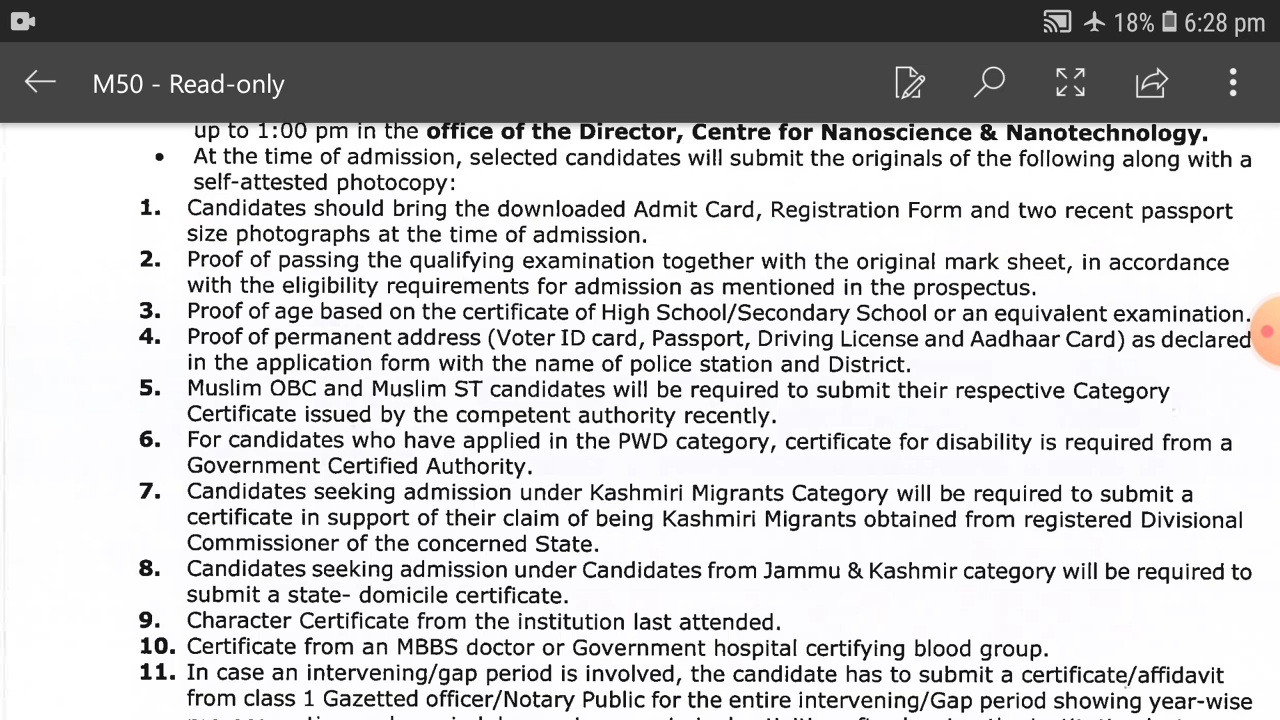 18% 6:28 pm
M50 - Read-only
up to 1:00 pm in the office of the Director, Centre for Nanoscience & Nanotechnology.
• At the time of admission, selected candidates will submit the originals of the following along with a
self-attested photocopy:
1. Candidates should bring the downloaded Admit Card, Registration Form and two recent passport
size photographs at the time of admission.
2. Proof of passing the qualifying examination together with the original mark sheet, in accordance
with the eligibility requirements for admission as mentioned in the prospectus.
3. Proof of age based on the certificate of High School/Secondary School or an equivalent examination.
4. Proof of permanent address (Voter ID card, Passport, Driving License and Aadhaar Card) as declared
in the application form with the name of police station and District.
5. Muslim OBC and Muslim ST candidates will be required to submit their respective Category
Certificate issued by the competent authority recently.
6. For candidates who have applied in the PWD category, certificate for disability is required from a
Government Certified Authority.
7. Candidates seeking admission under Kashmiri Migrants Category will be required to submit a
certificate in support of their claim of being Kashmiri Migrants obtained from registered Divisional
Commissioner of the concerned State.
8. Candidates seeking admission under Candidates from Jammu & Kashmir category will be required to
submit a state- domicile certificate.
9. Character Certificate from the institution last attended.
10. Certificate from an MBBS doctor or Government hospital certifying blood group.
11. In case an intervening/gap period is involved, the candidate has to submit a certificate/affidavit
from class 1 Gazetted officer/Notary Public for the entire intervening/Gap period showing year-wise